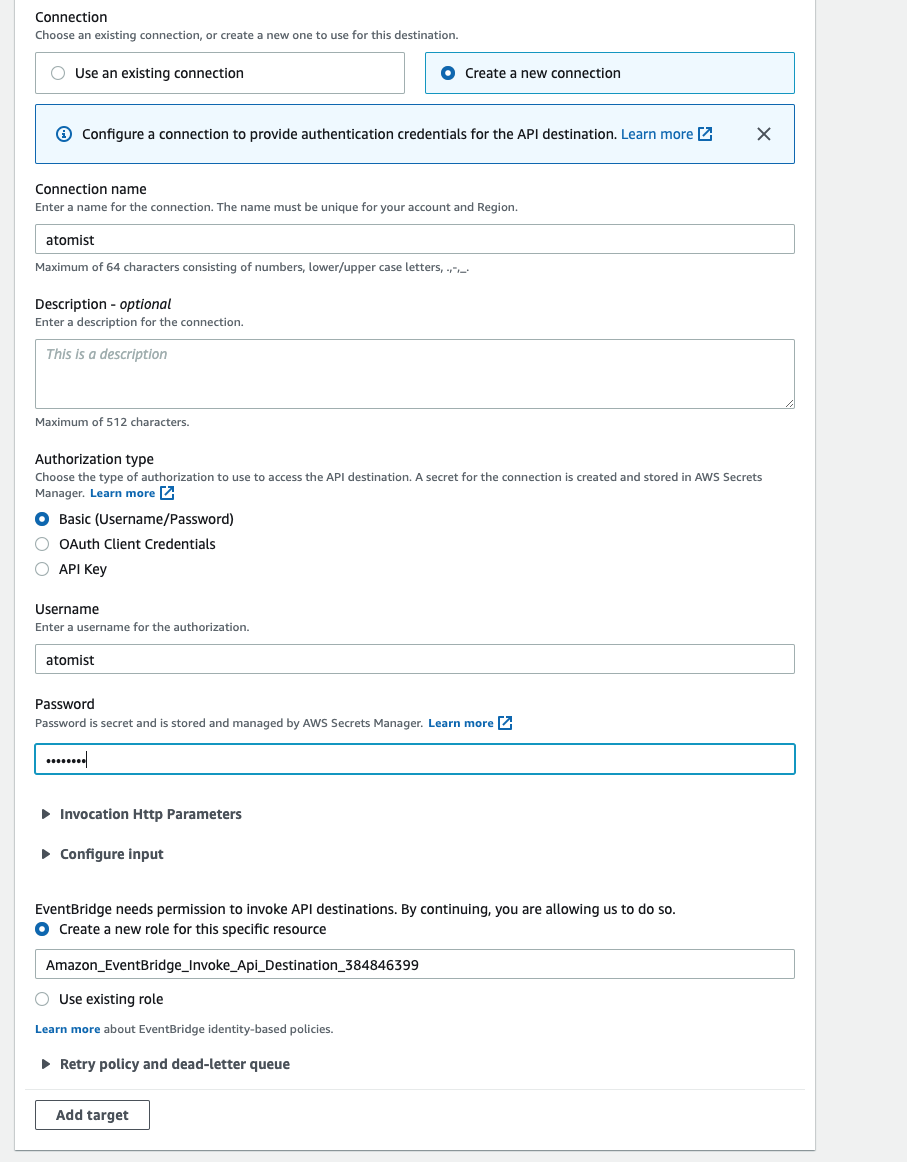 Connection
Choose an existing connection, or create a new one to use for this destination.
Use an existing connection
Create a new connection
Configure a connection to provide authentication credentials for the API destination. Learn more
Connection name
Enter a name for the connection. The name must be unique for your account and Region.
atomist
Maximum of 64 characters consisting of numbers, lower/upper case letters, .,-,_.
Description - optional
Enter a description for the connection.
This is a description
Maximum of 512 characters.
Authorization type
Choose the type of authorization to use to access the API destination. A secret for the connection is created and stored in AWS Secrets
Manager. Learn more
Basic (Username/Password)
OAuth Client Credentials
API Key
Username
Enter a username for the authorization.
atomist
Password
Password is secret and is stored and managed by AWS Secrets Manager. Learn more
••••••••
Invocation Http Parameters
Configure input
EventBridge needs permission to invoke API destinations. By continuing, you are allowing us to do so.
Create a new role for this specific resource
Amazon_EventBridge_Invoke_Api_Destination_384846399
Use existing role
Learn more about EventBridge identity-based policies.
Retry policy and dead-letter queue
Add target